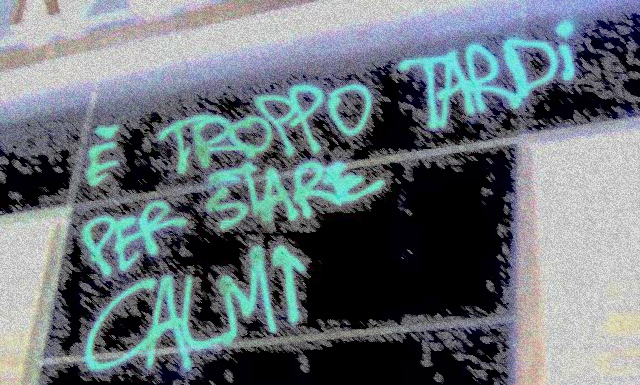 È TROPPO TARDi
PER STARE
CALMI